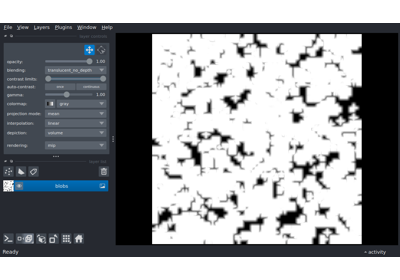 File View Layers Plugins Window Help
opacity: 1.00
blending: translucent_no_depth
contrast limits:
auto-contrast: once continuous
gamma: 1.00
colormap: gray
projection mode: mean
interpolation: linear
depiction: volume
rendering: mip
blobs
Ready
activity